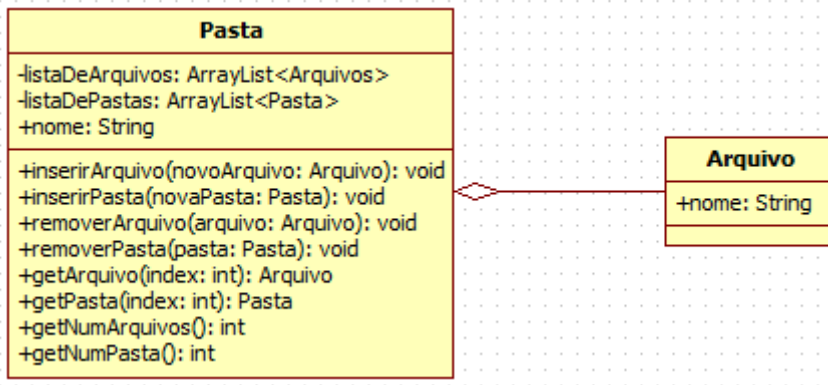 Pasta
-listaDeArquivos: ArrayList<Arquivos>
-listaDePastas: ArrayList<Pasta>
+nome: String
+inserirArquivo(novoArquivo: Arquivo): void
+inserirPasta(novaPasta: Pasta): void
+removerArquivo(arquivo: Arquivo): void
+removerPasta(pasta: Pasta): void
+getArquivo(index: int): Arquivo
+getPasta(index: int): Pasta
+getNumArquivos(): int
+getNumPasta(): int
Arquivo
+nome: String